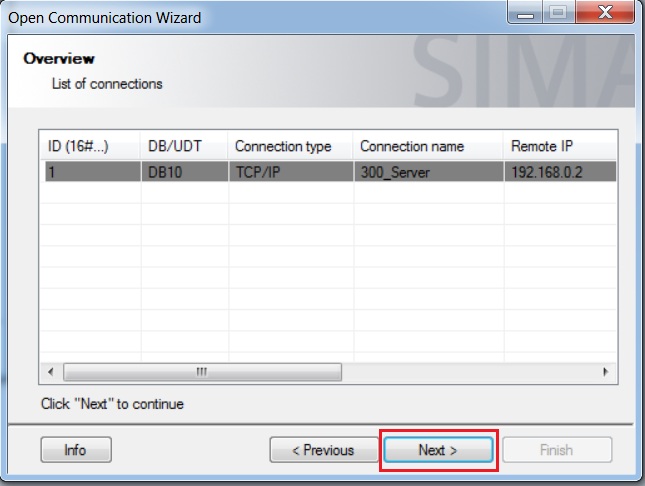 Open Communication Wizard
Overview
List of connections
SIMA
ID (16#...) DB/UDT Connection type Connection name Remote IP
1 DB10 TCP/IP 300_Server 192.168.0.2
Click "Next" to continue
Info < Previous Next > Finish